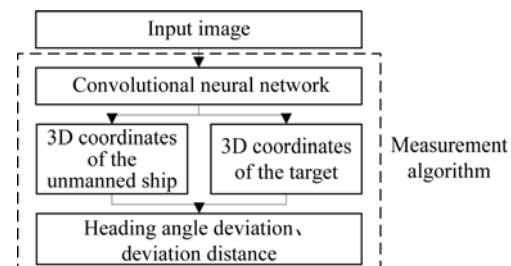 Input image
Convolutional neural network
3D coordinates
of the
unmanned ship
3D coordinates
of the target
Measurement
algorithm
Heading angle deviation、
deviation distance